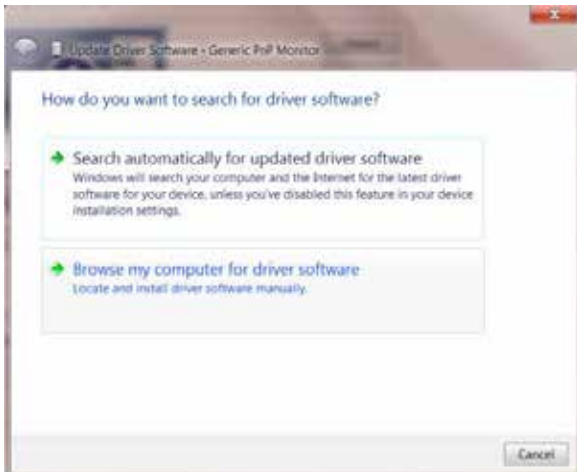 Update Driver Software - Generic PnP Monitor
How do you want to search for driver software?
Search automatically for updated driver software
Windows will search your computer and the Internet for the latest driver
software for your device, unless you've disabled this feature in your device
installation settings.
Browse my computer for driver software
Locate and install driver software manually.
Cancel